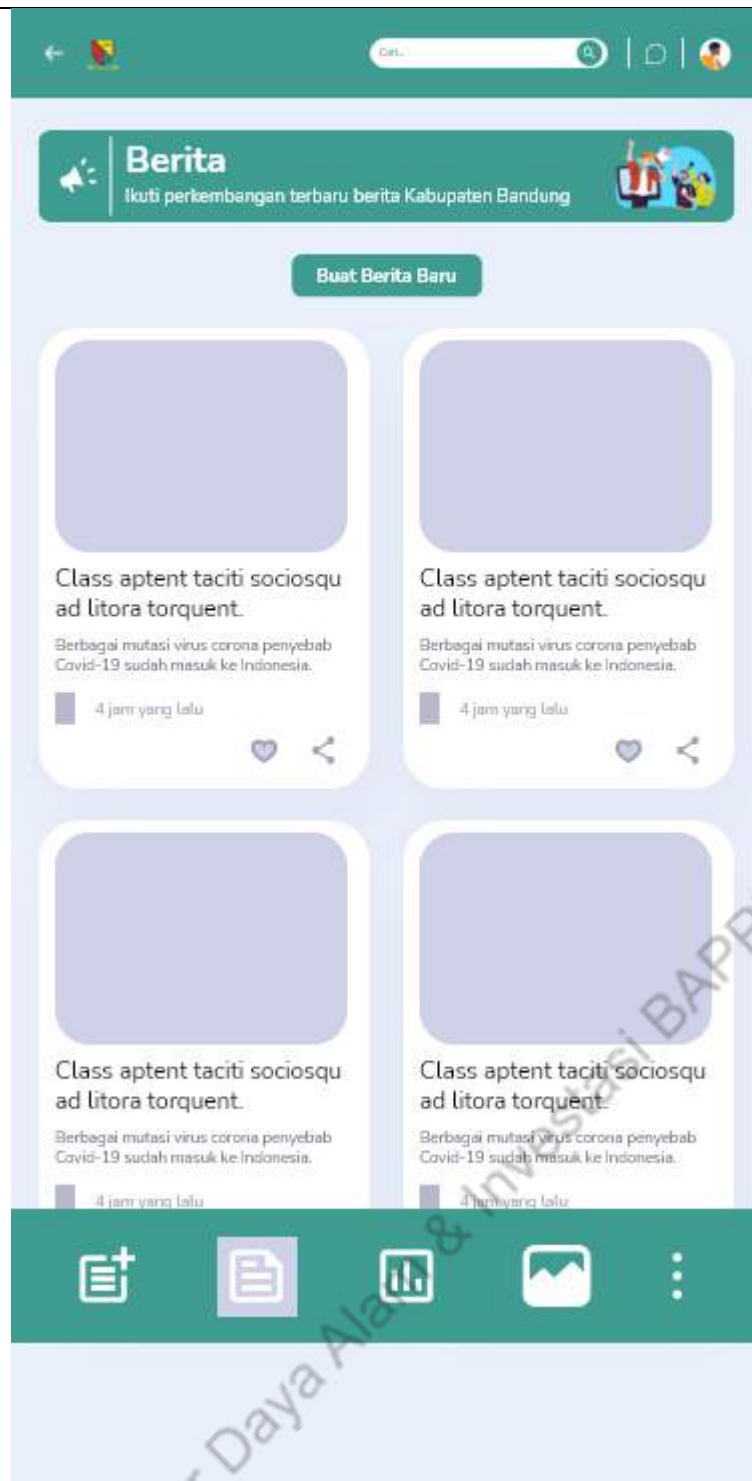 Cari..
Berita
Ikuti perkembangan terbaru berita Kabupaten Bandung
Buat Berita Baru
Class aptent taciti sociosqu
ad litora torquent.
Berbagai mutasi virus corona penyebab
Covid-19 sudah masuk ke Indonesia.
4 jam yang lalu
Class aptent taciti sociosqu
ad litora torquent.
Berbagai mutasi virus corona penyebab
Covid-19 sudah masuk ke Indonesia.
4 jam yang lalu
Class aptent taciti sociosqu
ad litora torquent.
Berbagai mutasi virus corona penyebab
Covid-19 sudah masuk ke Indonesia.
4 jam yang lalu
Class aptent taciti sociosqu
ad litora torquent.
Berbagai mutasi virus corona penyebab
Covid-19 sudah masuk ke Indonesia.
4 jam yang lalu
Daya Alam & Investasi